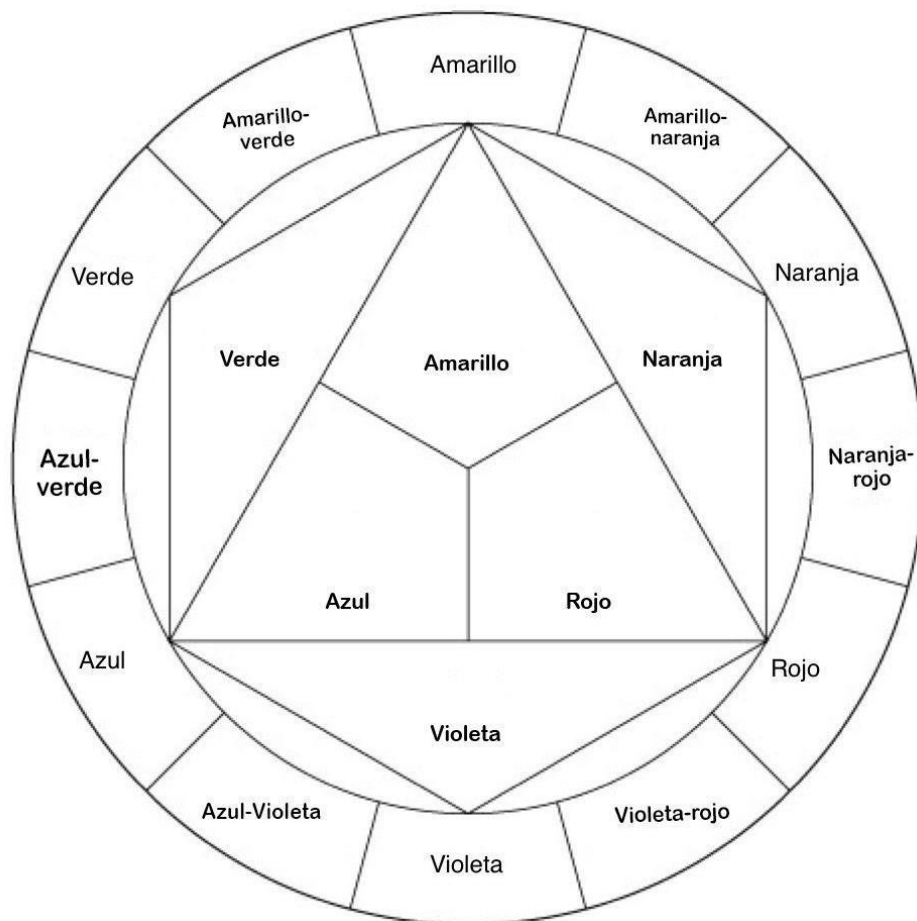 Amarillo
Amarillo-
verde
Amarillo-
naranja
Verde
Naranja
Verde
Amarillo
Naranja
Azul-
verde
Naranja-
rojo
Azul
Rojo
Azul
Rojo
Violeta
Azul-Violeta
Violeta-rojo
Violeta